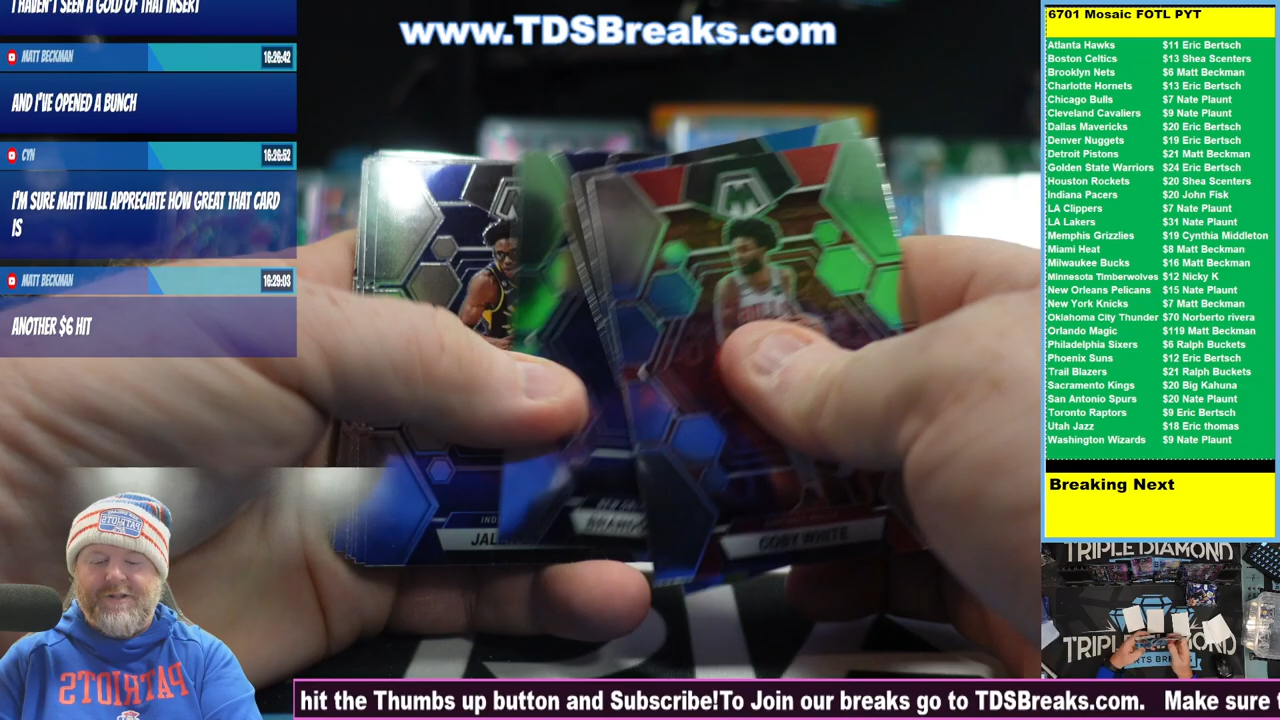 I HAVEN'T SEEN A GOLD OF THAT INSERT
MATT BECKMAN 16:26:42
AND I'VE OPENED A BUNCH
CYN 16:26:52
I'M SURE MATT WILL APPRECIATE HOW GREAT THAT CARD
IS
MATT BECKMAN 16:29:03
ANOTHER $6 HIT
www.TDSBreaks.com
COBY WHITE
PATRIOTS
PATRIOTS
6701 Mosaic FOTL PYT
Atlanta Hawks $11 Eric Bertsch
Boston Celtics $13 Shea Scenters
Brooklyn Nets $6 Matt Beckman
Charlotte Hornets $13 Eric Bertsch
Chicago Bulls $7 Nate Plaunt
Cleveland Cavaliers $9 Nate Plaunt
Dallas Mavericks $20 Eric Bertsch
Denver Nuggets $19 Eric Bertsch
Detroit Pistons $21 Matt Beckman
Golden State Warriors $24 Eric Bertsch
Houston Rockets $20 Shea Scenters
Indiana Pacers $20 John Fisk
LA Clippers $7 Nate Plaunt
LA Lakers $31 Nate Plaunt
Memphis Grizzlies $19 Cynthia Middleton
Miami Heat $8 Matt Beckman
Milwaukee Bucks $16 Matt Beckman
Minnesota Timberwolves $12 Nicky K
New Orleans Pelicans $15 Nate Plaunt
New York Knicks $7 Matt Beckman
Oklahoma City Thunder $70 Norberto rivera
Orlando Magic $119 Matt Beckman
Philadelphia Sixers $6 Ralph Buckets
Phoenix Suns $12 Eric Bertsch
Trail Blazers $21 Ralph Buckets
Sacramento Kings $20 Big Kahuna
San Antonio Spurs $20 Nate Plaunt
Toronto Raptors $9 Eric Bertsch
Utah Jazz $18 Eric thomas
Washington Wizards $9 Nate Plaunt
Breaking Next
TRIPLE DIAMOND
TRIPLE
hit the Thumbs up button and Subscribe!To Join our breaks go to TDSBreaks.com. Make sure